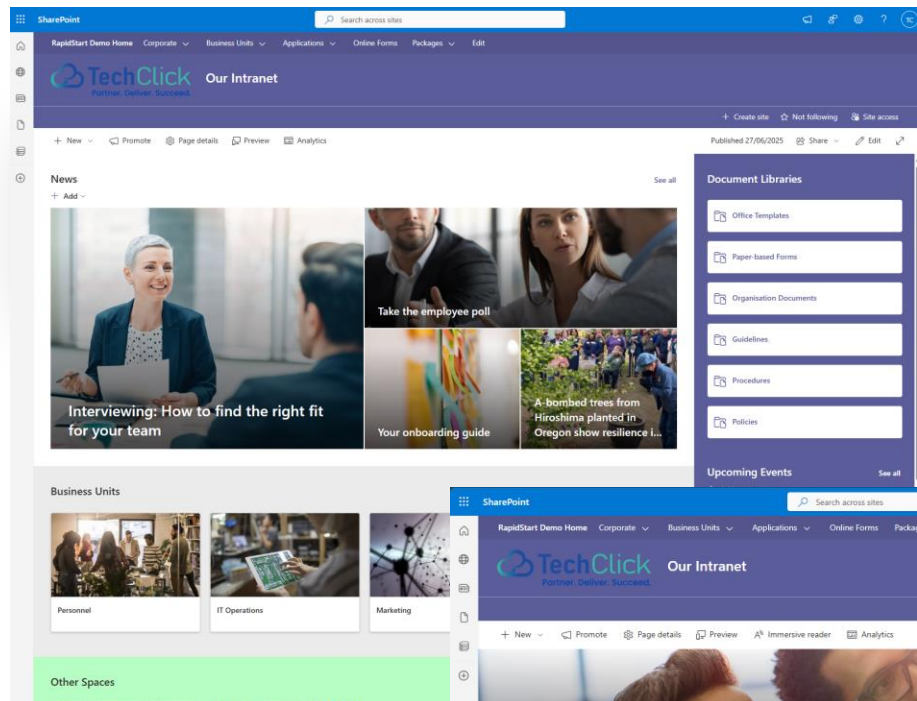 SharePoint
Search across sites
?
TC
RapidStart Demo Home Corporate Business Units Applications Online Forms Packages Edit
TechClick
Partner. Deliver. Succeed.
Our Intranet
+ Create site Not following Site access
+ New Promote Page details Preview Analytics
Published 27/06/2025 Share Edit
News
See all
+ Add
Take the employee poll
Interviewing: How to find the right fit
for your team
Your onboarding guide
A-bombed trees from
Hiroshima planted in
Oregon show resilience i...
Document Libraries
Office Templates
Paper-based Forms
Organisation Documents
Guidelines
Procedures
Policies
Upcoming Events
See all
Business Units
Personnel
IT Operations
Marketing
Other Spaces
SharePoint
Search across sites
RapidStart Demo Home Corporate Business Units Applications Online Forms Packa
TechClick
Partner. Deliver. Succeed.
Our Intranet
+ New Promote Page details Preview Immersive reader Analytics